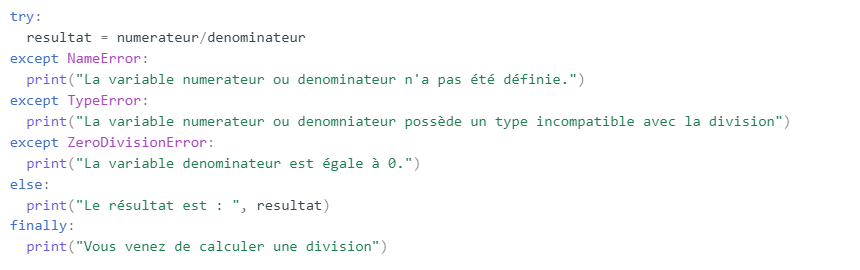 try:
  resultat = numerateur/denominateur
except NameError:
  print("La variable numerateur ou denominateur n'a pas été définie.")
except TypeError:
  print("La variable numerateur ou denomniateur possède un type incompatible avec la division")
except ZeroDivisionError:
  print("La variable denominateur est égale à 0.")
else:
  print("Le résultat est : ", resultat)
finally:
  print("Vous venez de calculer une division")